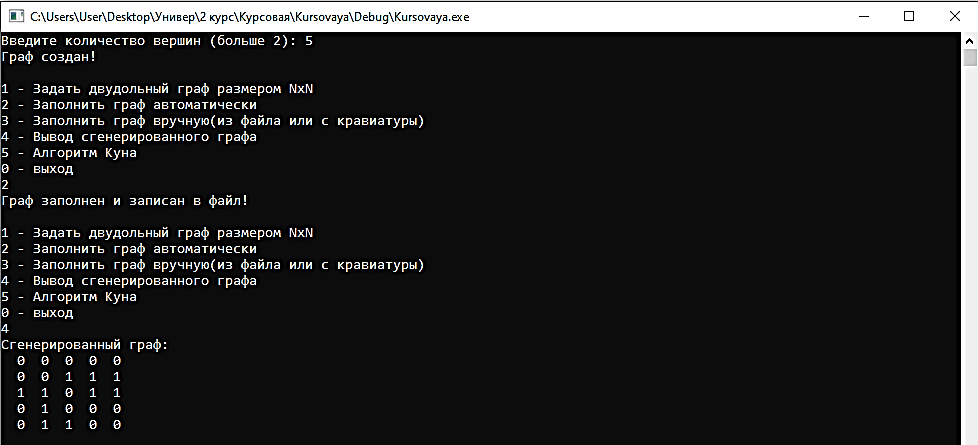 C:\Users\User\Desktop\Универ\2 курс\Курсовая\Kursovaya\Debug\Kursovaya.exe
Введите количество вершин (больше 2): 5
Граф создан!
1 - Задать двудольный граф размером NxN
2 - Заполнить граф автоматически
3 - Заполнить граф вручную(из файла или с кравиатуры)
4 - Вывод сгенерированного графа
5 - Алгоритм Куна
0 - выход
2
Граф заполнен и записан в файл!
1 - Задать двудольный граф размером NxN
2 - Заполнить граф автоматически
3 - Заполнить граф вручную(из файла или с кравиатуры)
4 - Вывод сгенерированного графа
5 - Алгоритм Куна
0 - выход
4
Сгенерированный граф:
0 0 0 0 0
0 0 1 1 1
1 1 0 1 1
0 1 0 0 0
0 1 1 0 0